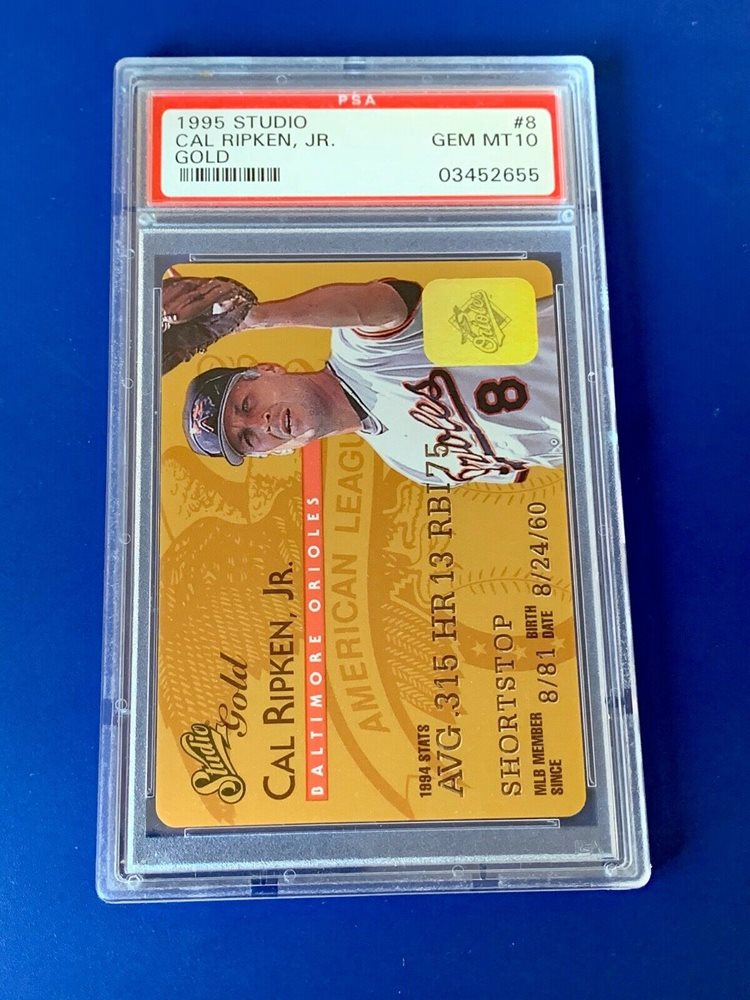 PSA
1995 STUDIO #8
CAL RIPKEN, JR. GEM MT10
GOLD
03452655
Orioles
Orioles
8
Studio
Gold
CAL RIPKEN, JR.
BALTIMORE ORIOLES
AMERICAN LEAGU
1994 STATS
AVG .315 HR 13 RBI 75
SHORTSTOP
MLB MEMBER SINCE 8/81 BIRTH DATE 8/24/60